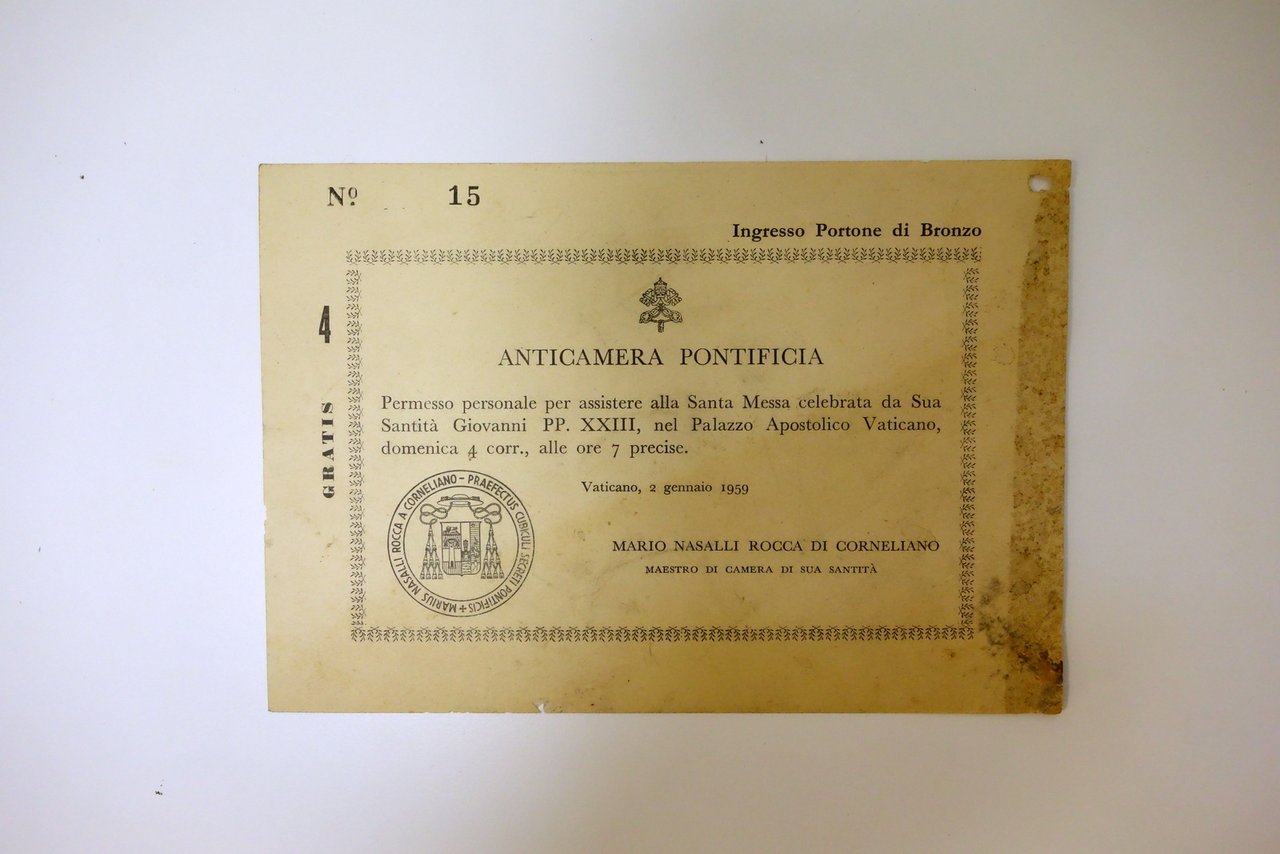 Nº. 15
Ingresso Portone di Bronzo
4
GRATIS
ANTICAMERA PONTIFICIA
Permesso personale per assistere alla Santa Messa celebrata da Sua
Santità Giovanni PP. XXIII, nel Palazzo Apostolico Vaticano,
domenica 4 corr., alle ore 7 precise.
Vaticano, 2 gennaio 1959
MARIO NASALLI ROCCA DI CORNELIANO
MAESTRO DI CAMERA DI SUA SANTITÀ
MARIUS NASALLI ROCCA A CORNELIANO - PRAEFECTUS CUBICULI SECRETI PONTIFICIS +